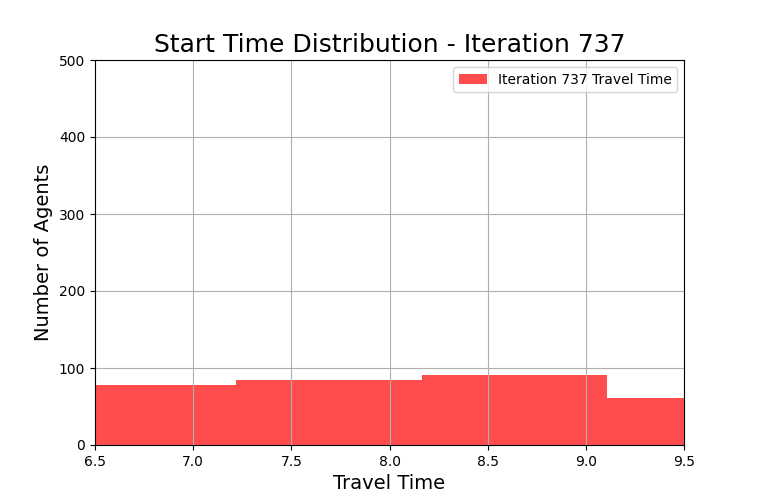 Start Time Distribution - Iteration 737
Iteration 737 Travel Time
Number of Agents
500
400
300
200
100
0
6.5 7.0 7.5 8.0 8.5 9.0 9.5
Travel Time